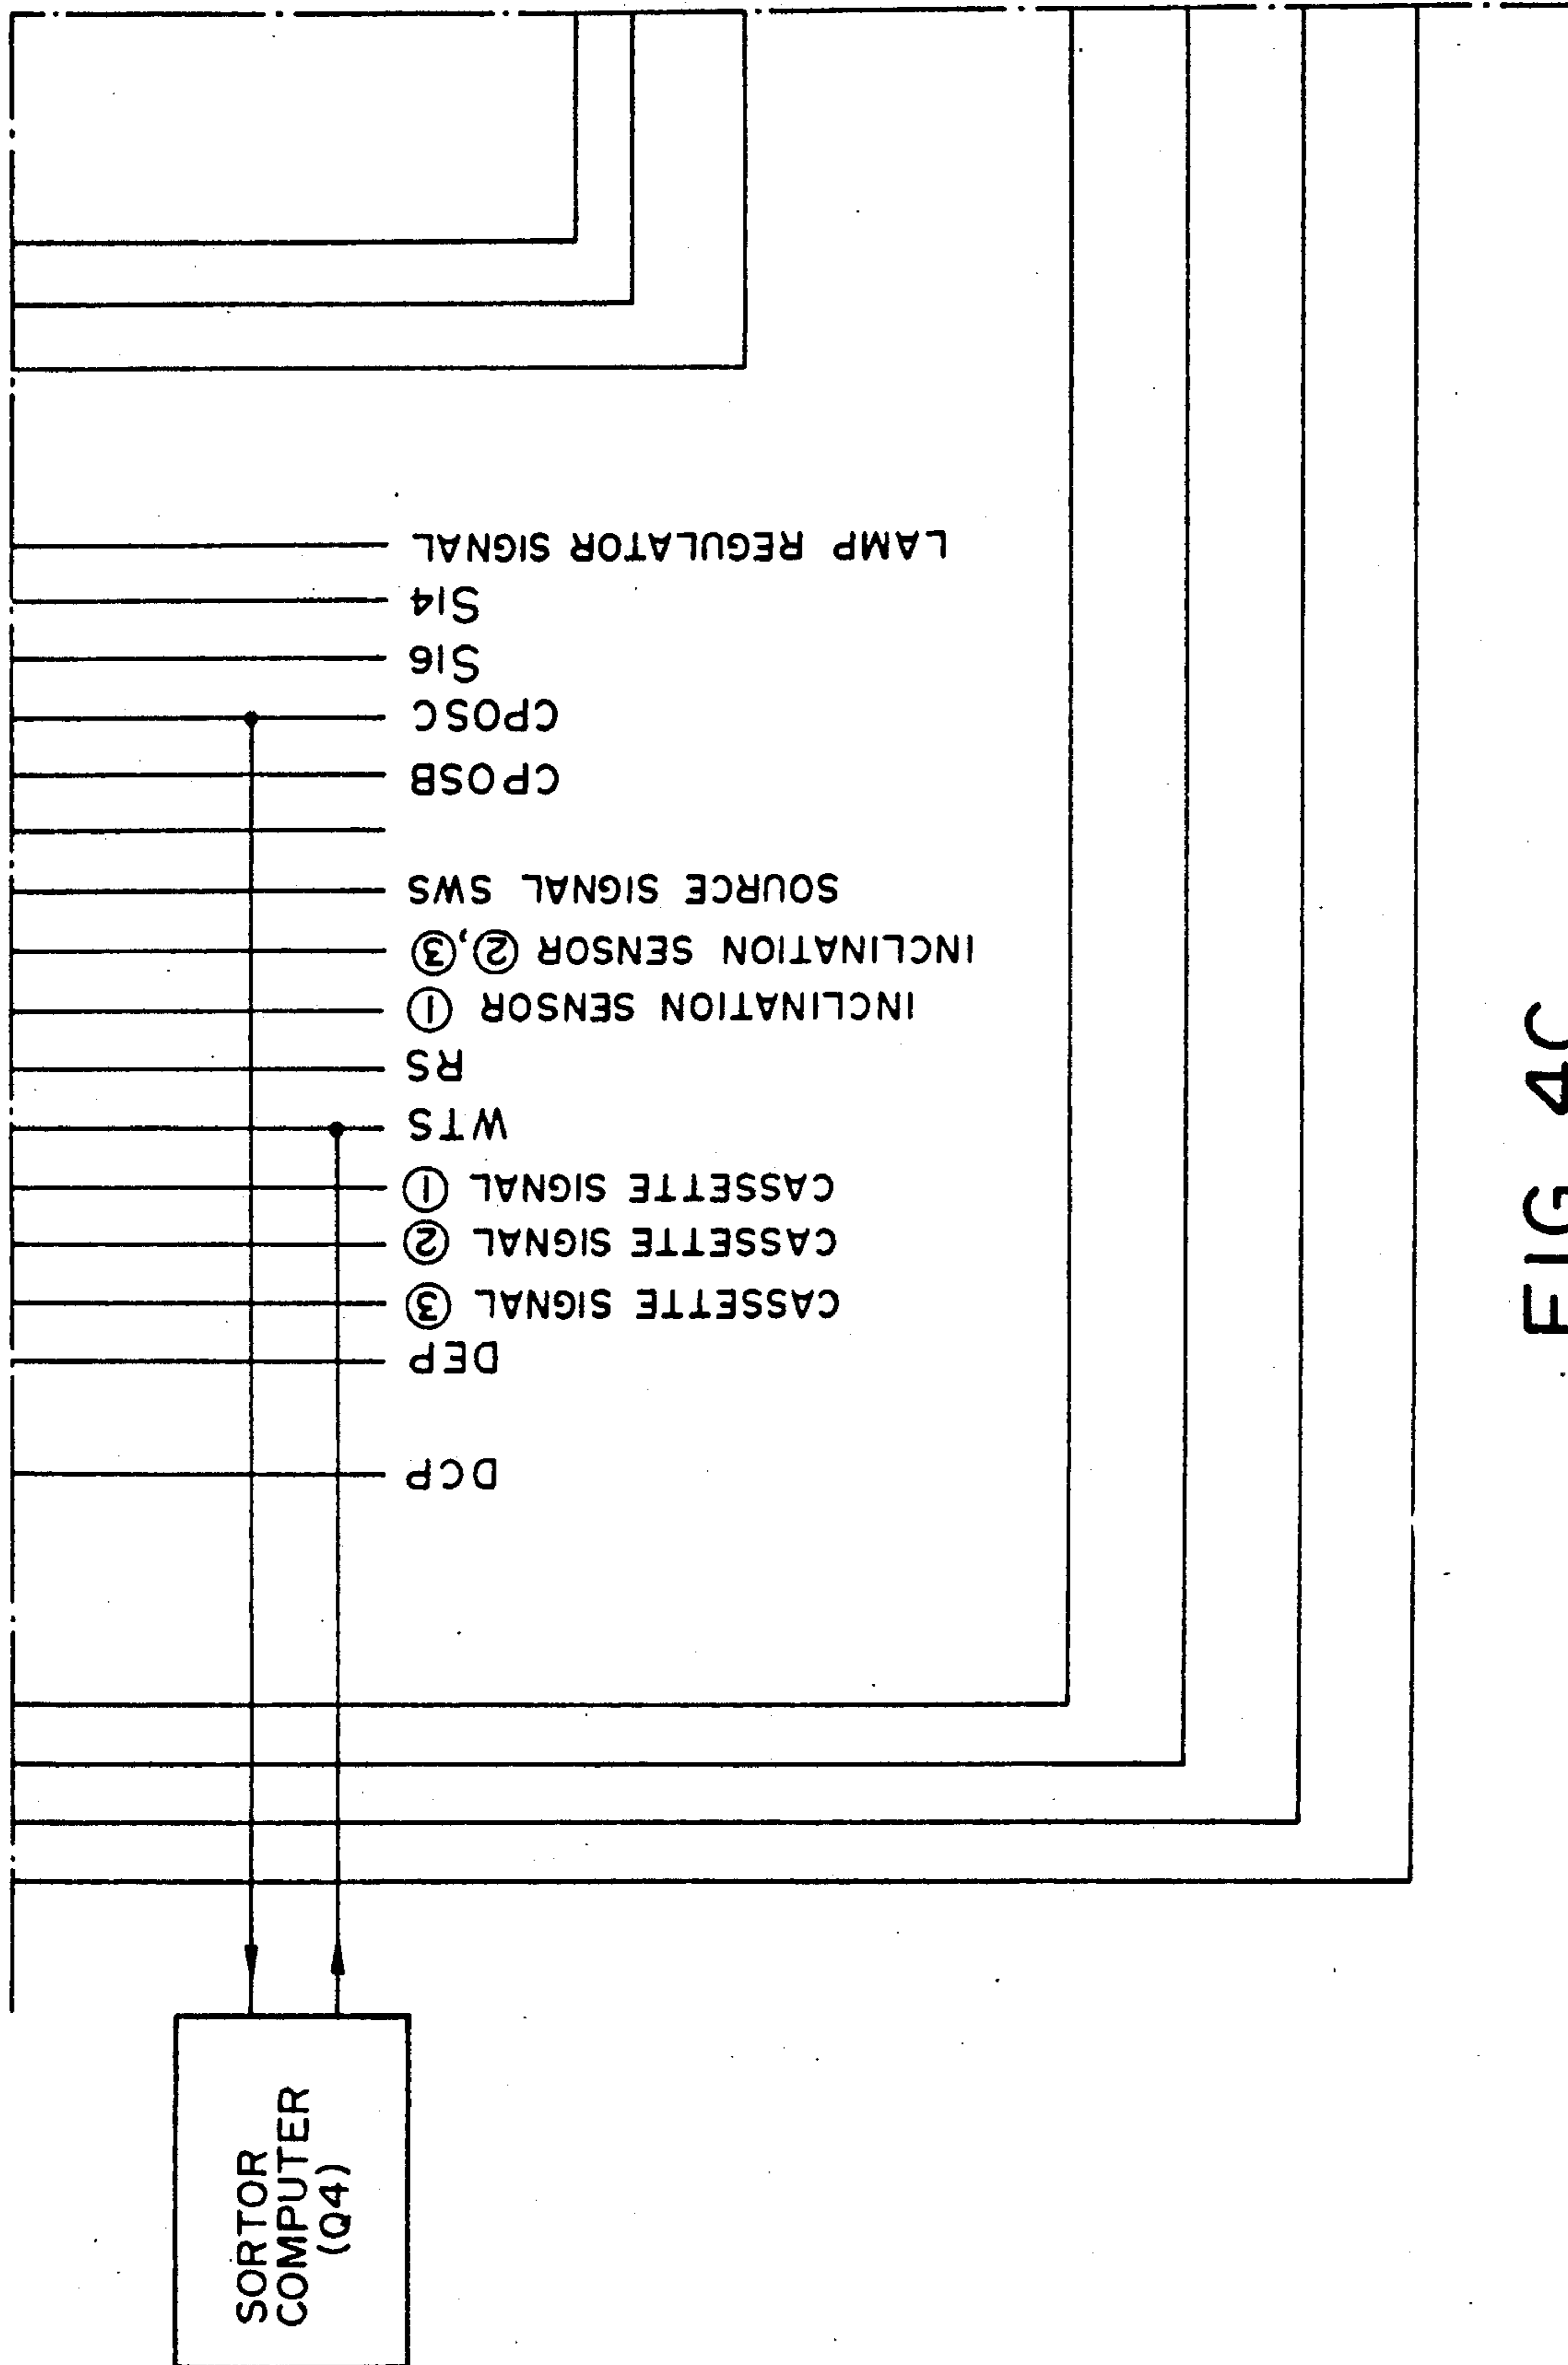 LAMP REGULATOR SIGNAL
S14
S16
CPOSC
CPOSB
SOURCE SIGNAL SWS
INCLINATION SENSOR ②,③
INCLINATION SENSOR ①
RS
WTS
CASSETTE SIGNAL ①
CASSETTE SIGNAL ②
CASSETTE SIGNAL ③
DEP
DCP
SORTOR
COMPUTER
(Q4)
FIG. 4C